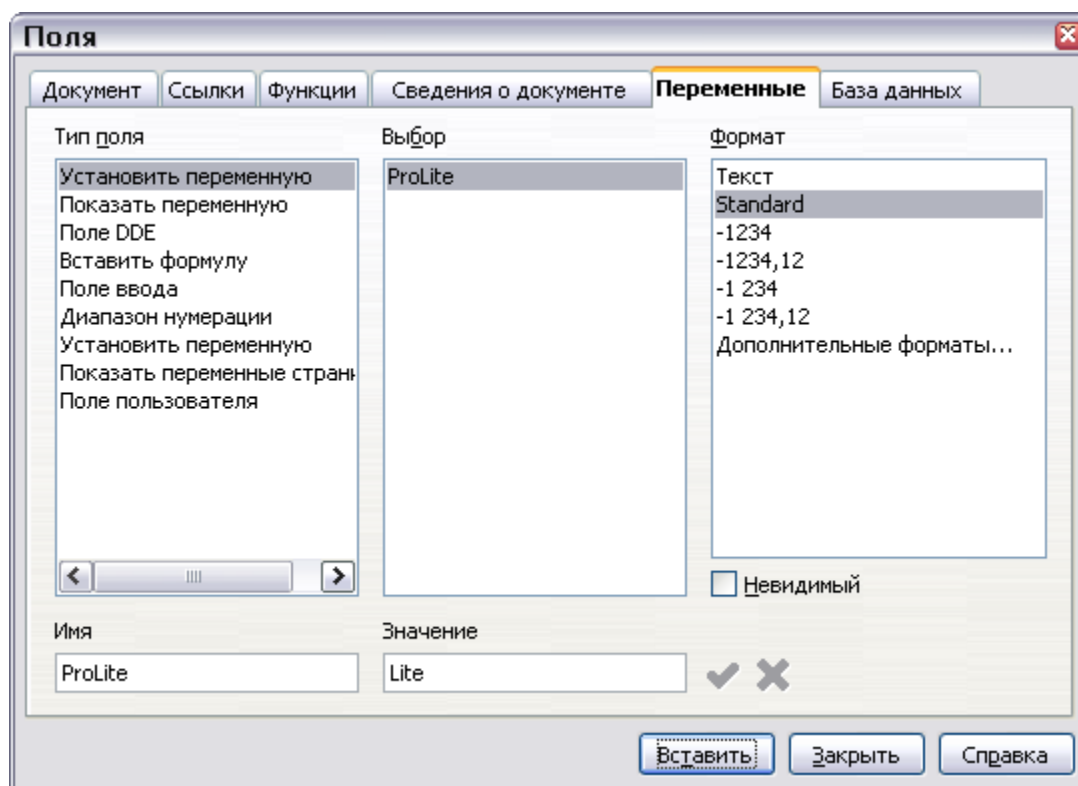 Поля
Документ Ссылки Функции Сведения о документе Переменные База данных
Тип поля
Установить переменную
Показать переменную
Поле DDE
Вставить формулу
Поле ввода
Диапазон нумерации
Установить переменную
Показать переменные страни
Поле пользователя
Выбор
ProLite
Формат
Текст
Standard
-1234
-1234,12
-1 234
-1 234,12
Дополнительные форматы...
Невидимый
Имя
ProLite
Значение
Lite
Вставить Закрыть Справка